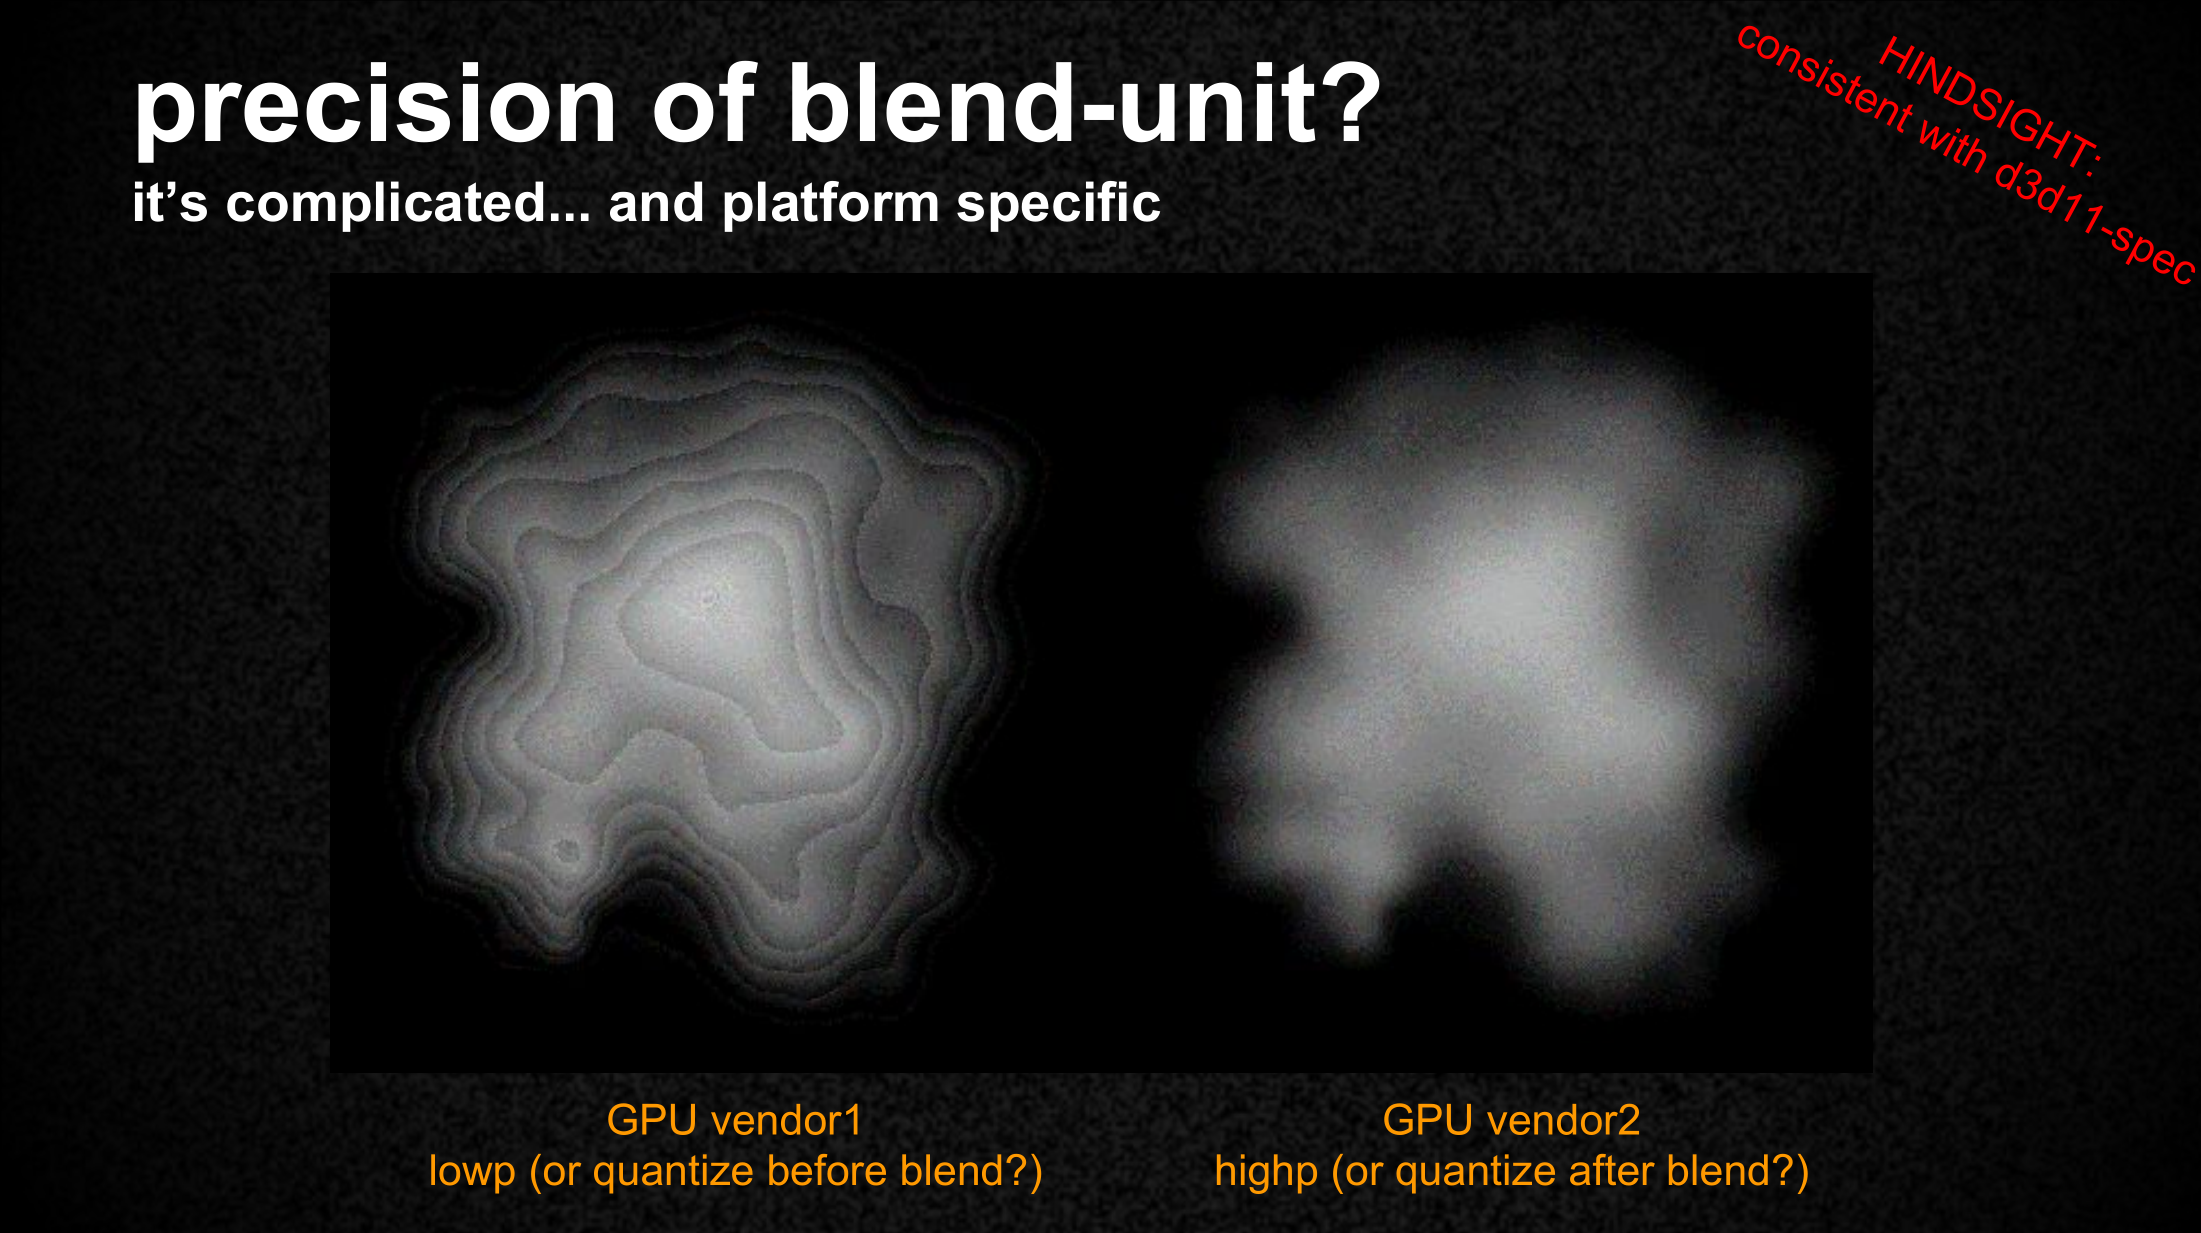 precision of blend-unit?
it’s complicated... and platform specific
HINDSIGHT:
consistent with d3d11-spec
GPU vendor1
lowp (or quantize before blend?)
GPU vendor2
highp (or quantize after blend?)